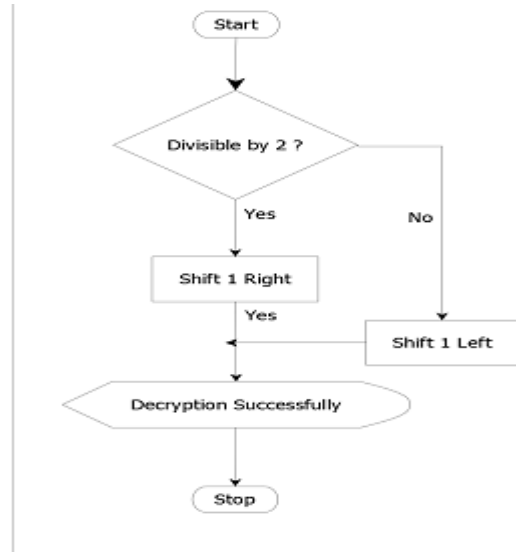 Start
Divisible by 2 ?
Yes
No
Shift 1 Right
Yes
Shift 1 Left
Decryption Successfully
Stop